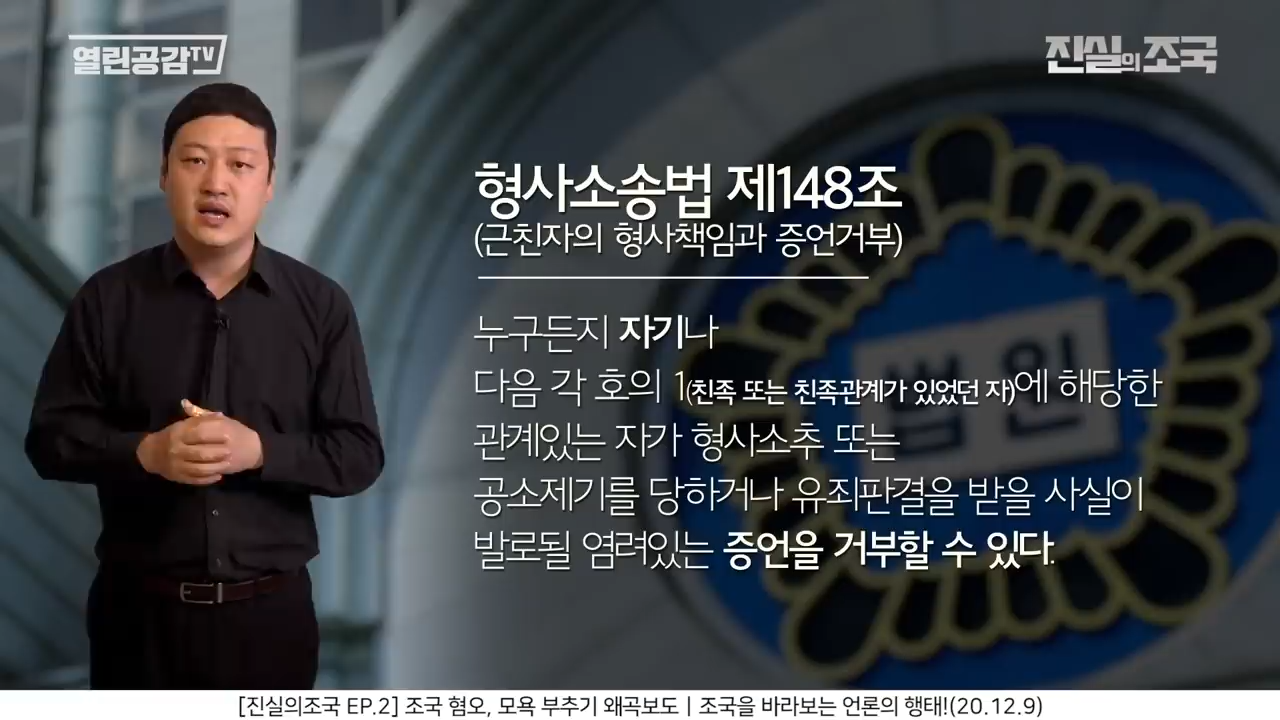 열린공감TV
진실의 조국
형사소송법 제148조
(근친자의 형사책임과 증언거부)
누구든지 자기나
다음 각 호의 1(친족 또는 친족관계가 있었던 자)에 해당한
관계있는 자가 형사소추 또는
공소제기를 당하거나 유죄판결을 받을 사실이
발로될 염려있는 증언을 거부할 수 있다.
법원
[진실의조국 EP.2] 조국 혐오, 모욕 부추기 왜곡보도ㅣ조국을 바라보는 언론의 행태!(20.12.9)